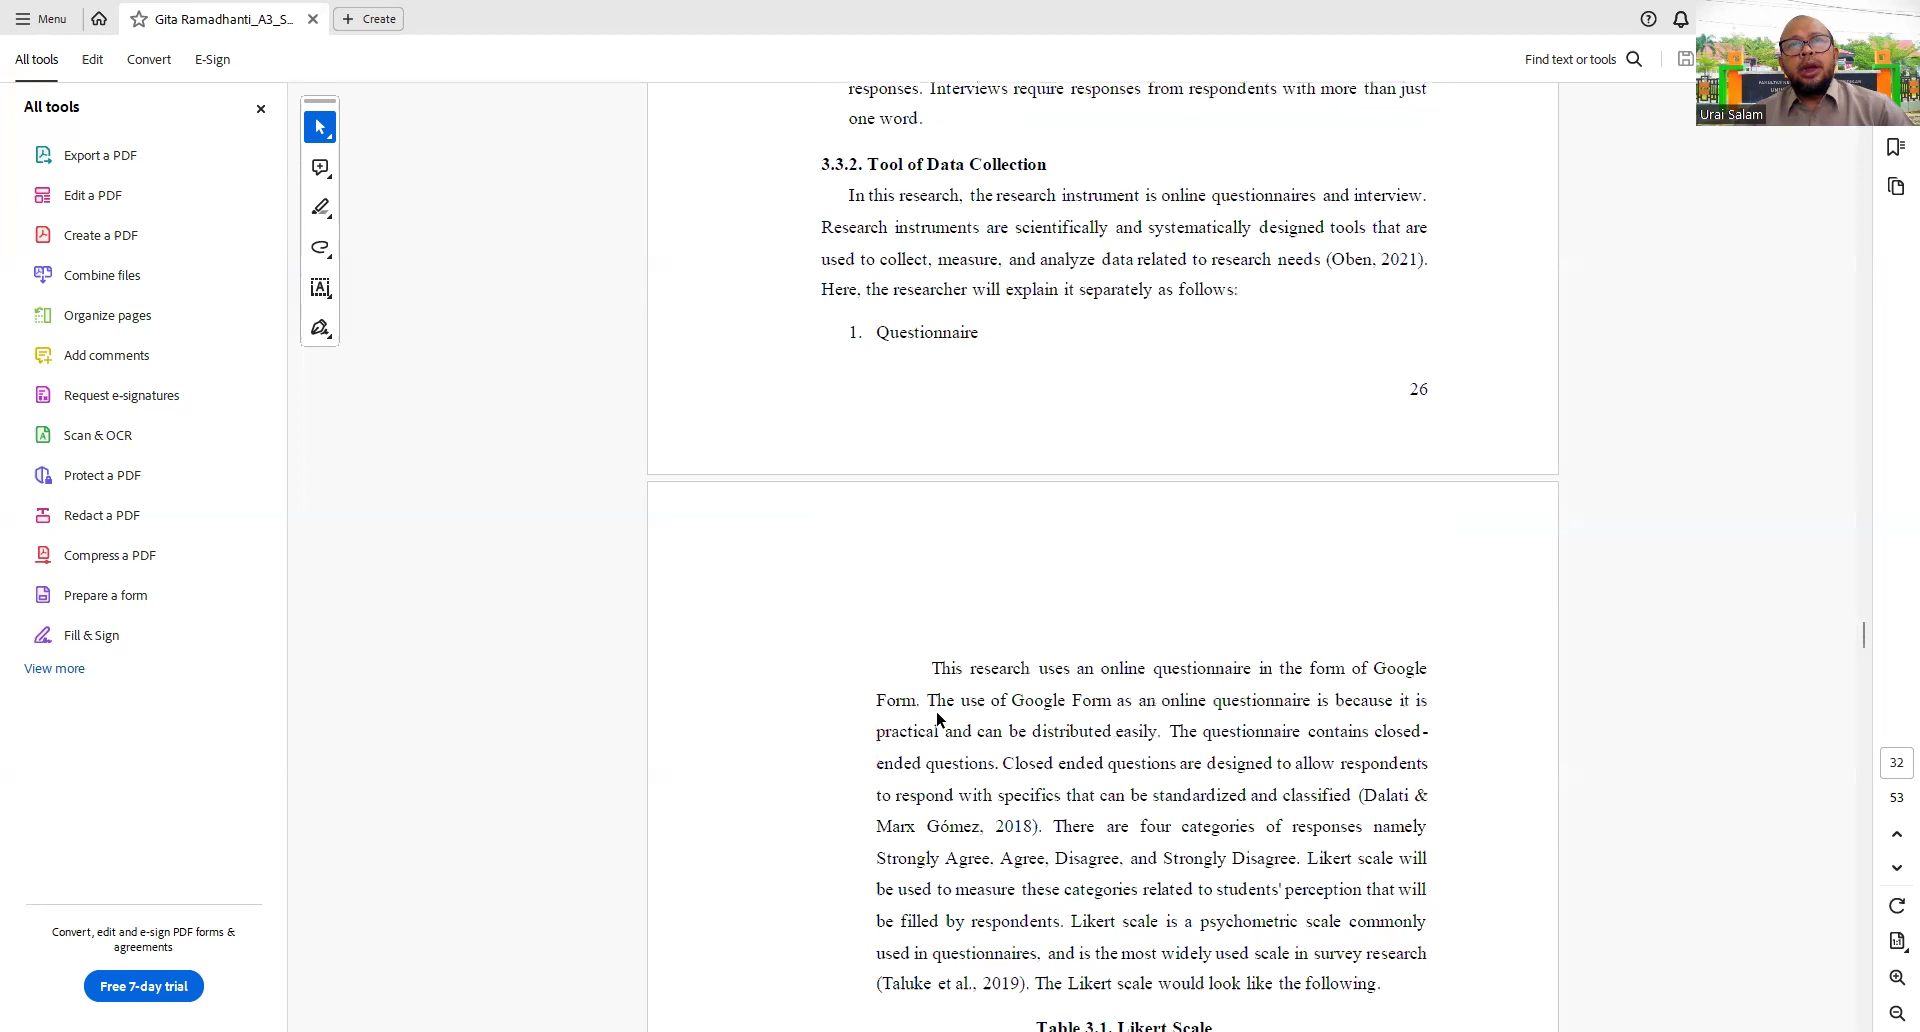 Menu
Gita Ramadhanti_A3_S...
Create
All tools
Edit
Convert
E-Sign
Find text or tools
Urai Salam
All tools
Export a PDF
Edit a PDF
Create a PDF
Combine files
Organize pages
Add comments
Request e-signatures
Scan & OCR
Protect a PDF
Redact a PDF
Compress a PDF
Prepare a form
Fill & Sign
View more
Convert, edit and e-sign PDF forms &
agreements
Free 7-day trial
responses. Interviews require responses from respondents with more than just
one word.
3.3.2. Tool of Data Collection
In this research, the research instrument is online questionnaires and interview.
Research instruments are scientifically and systematically designed tools that are
used to collect, measure, and analyze data related to research needs (Oben, 2021).
Here, the researcher will explain it separately as follows:
1. Questionnaire
26
This research uses an online questionnaire in the form of Google
Form. The use of Google Form as an online questionnaire is because it is
practical and can be distributed easily. The questionnaire contains closed-
ended questions. Closed ended questions are designed to allow respondents
to respond with specifics that can be standardized and classified (Dalati &
Marx Gómez, 2018). There are four categories of responses namely
Strongly Agree, Agree, Disagree, and Strongly Disagree. Likert scale will
be used to measure these categories related to students' perception that will
be filled by respondents. Likert scale is a psychometric scale commonly
used in questionnaires, and is the most widely used scale in survey research
(Taluke et al., 2019). The Likert scale would look like the following.
Table 3.1. Likert Scale
32
53